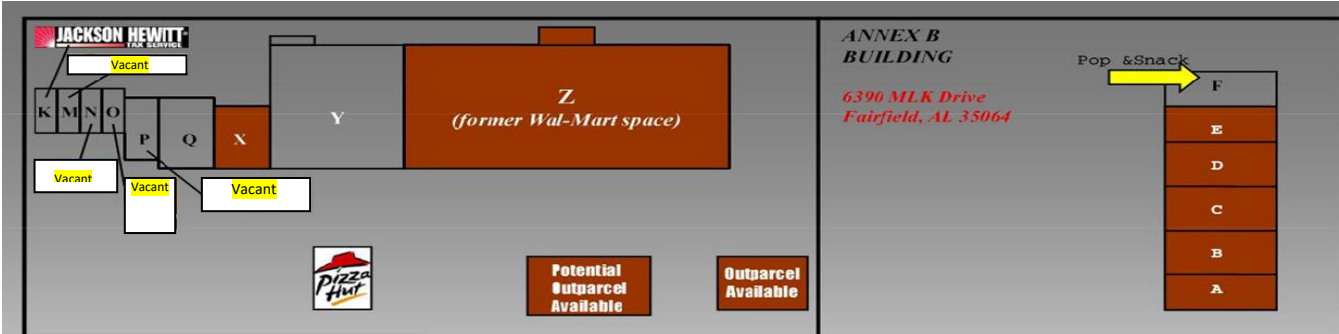 JACKSON HEWITT
TAX SERVICE
Vacant
K M N O
P
Q
X
Y
Z
(former Wal-Mart space)
Vacant
Vacant
Vacant
Pizza
Hut
Potential
Outparcel
Available
Outparcel
Available
ANNEX B
BUILDING
6390 MLK Drive
Fairfield, AL 35064
Pop &Snack
F
E
D
C
B
A